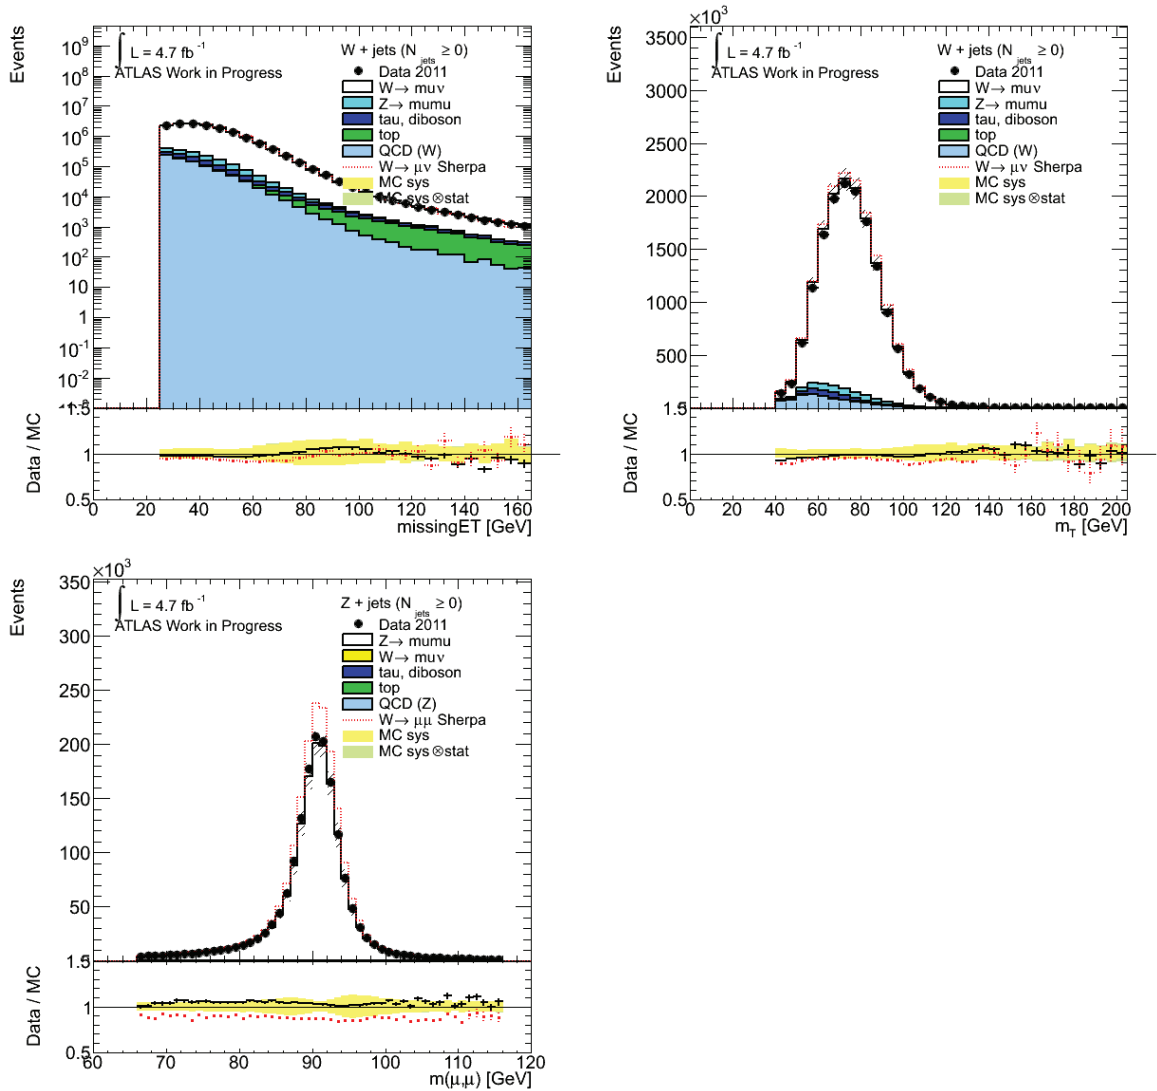 Events
10⁹
10⁸
10⁷
10⁶
10⁵
10⁴
10³
10²
10
1
10⁻¹
10⁻²
∫ L = 4.7 fb⁻¹
ATLAS Work in Progress
W + jets (N_jets ≥ 0)
Data 2011
W→ muν
Z→ mumu
tau, diboson
top
QCD (W)
W→ μν Sherpa
MC sys
MC sys ⊗stat
Data / MC
1.5
1
0.5
0 20 40 60 80 100 120 140 160
missingET [GeV]
×10³
Events
3500
3000
2500
2000
1500
1000
500
∫ L = 4.7 fb⁻¹
ATLAS Work in Progress
W + jets (N_jets ≥ 0)
Data 2011
W→ muν
Z→ mumu
tau, diboson
top
QCD (W)
W→ μν Sherpa
MC sys
MC sys ⊗stat
Data / MC
1.5
1
0.5
0 20 40 60 80 100 120 140 160 180 200
m_T [GeV]
×10³
Events
350
300
250
200
150
100
50
∫ L = 4.7 fb⁻¹
ATLAS Work in Progress
Z + jets (N_jets ≥ 0)
Data 2011
Z→ mumu
W→ muν
tau, diboson
top
QCD (Z)
W→ μμ Sherpa
MC sys
MC sys ⊗stat
Data / MC
1.5
1
0.5
60 70 80 90 100 110 120
m(μ,μ) [GeV]